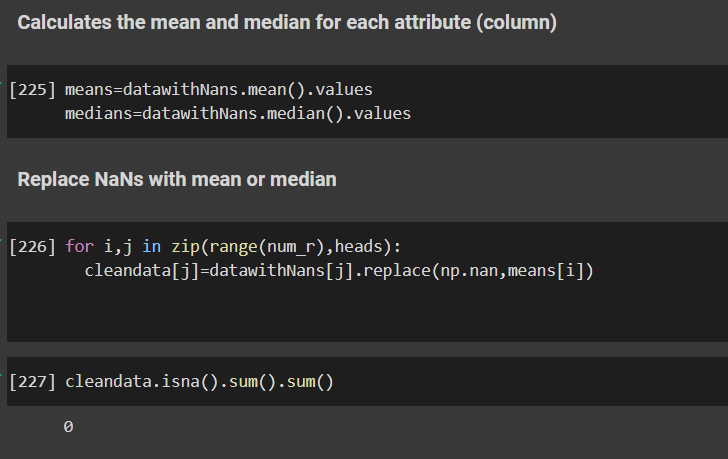 Calculates the mean and median for each attribute (column)
[225] means=datawithNans.mean().values
medians=datawithNans.median().values
Replace NaNs with mean or median
[226] for i,j in zip(range(num_r),heads):
cleandata[j]=datawithNans[j].replace(np.nan,means[i])
[227] cleandata.isna().sum().sum()
0